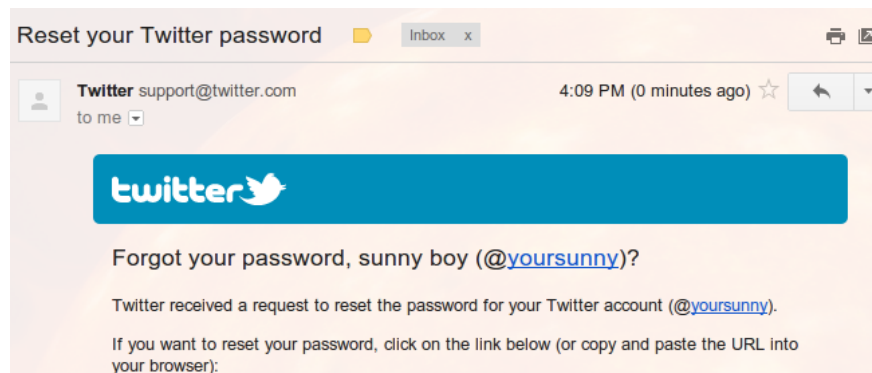 Reset your Twitter password
Inbox x
Twitter support@twitter.com
4:09 PM (0 minutes ago)
to me
twitter
Forgot your password, sunny boy (@yoursunny)?
Twitter received a request to reset the password for your Twitter account (@yoursunny).
If you want to reset your password, click on the link below (or copy and paste the URL into
your browser):